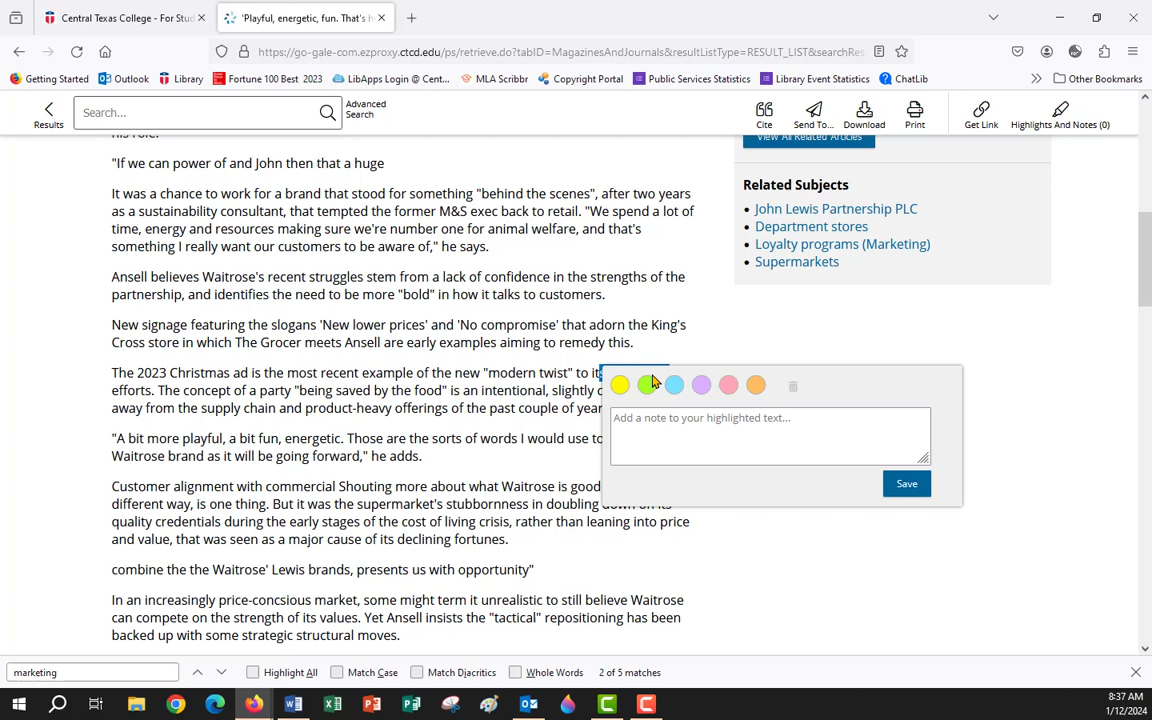 Central Texas College - For Stud
'Playful, energetic, fun. That's h
https://go-gale-com.ezproxy.ctcd.edu/ps/retrieve.do?tabID=MagazinesAndJournals&resultListType=RESULT_LIST&searchRes
Getting Started
Outlook
Library
Fortune 100 Best 2023
LibApps Login @ Cent...
MLA Scribbr
Copyright Portal
Public Services Statistics
Library Event Statistics
ChatLib
Other Bookmarks
Results
Search...
Advanced
Search
Cite
Send To...
Download
Print
Get Link
Highlights And Notes (0)
his role.
"If we can power of and John then that a huge
It was a chance to work for a brand that stood for something "behind the scenes", after two years
as a sustainability consultant, that tempted the former M&S exec back to retail. "We spend a lot of
time, energy and resources making sure we're number one for animal welfare, and that's
something I really want our customers to be aware of," he says.
Ansell believes Waitrose's recent struggles stem from a lack of confidence in the strengths of the
partnership, and identifies the need to be more "bold" in how it talks to customers.
New signage featuring the slogans 'New lower prices' and 'No compromise' that adorn the King's
Cross store in which The Grocer meets Ansell are early examples aiming to remedy this.
The 2023 Christmas ad is the most recent example of the new "modern twist" to it
efforts. The concept of a party "being saved by the food" is an intentional, slightly
away from the supply chain and product-heavy offerings of the past couple of year
"A bit more playful, a bit fun, energetic. Those are the sorts of words I would use to
Waitrose brand as it will be going forward," he adds.
Customer alignment with commercial Shouting more about what Waitrose is good
different way, is one thing. But it was the supermarket's stubbornness in doubling down on its
quality credentials during the early stages of the cost of living crisis, rather than leaning into price
and value, that was seen as a major cause of its declining fortunes.
combine the the Waitrose' Lewis brands, presents us with opportunity"
In an increasingly price-concsious market, some might term it unrealistic to still believe Waitrose
can compete on the strength of its values. Yet Ansell insists the "tactical" repositioning has been
backed up with some strategic structural moves.
View All Related Articles
Related Subjects
John Lewis Partnership PLC
Department stores
Loyalty programs (Marketing)
Supermarkets
Add a note to your highlighted text...
Save
marketing
Highlight All
Match Case
Match Diacritics
Whole Words
2 of 5 matches
8:37 AM
1/12/2024